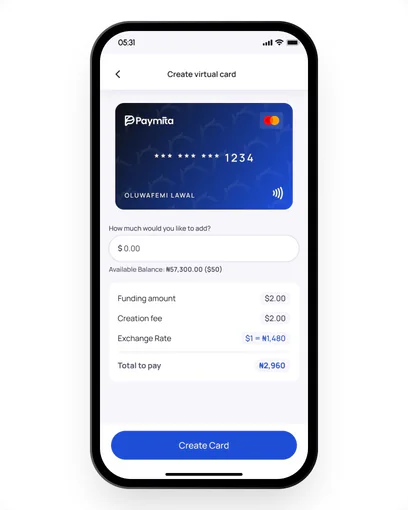 05:31
Create virtual card
Paymita
*** *** *** 1234
OLUWAFEMI LAWAL
How much would you like to add?
$ 0.00
Available Balance: ₦57,300.00 ($50)
Funding amount $2.00
Creation fee $2.00
Exchange Rate $1 = ₦1,480
Total to pay ₦2,960
Create Card